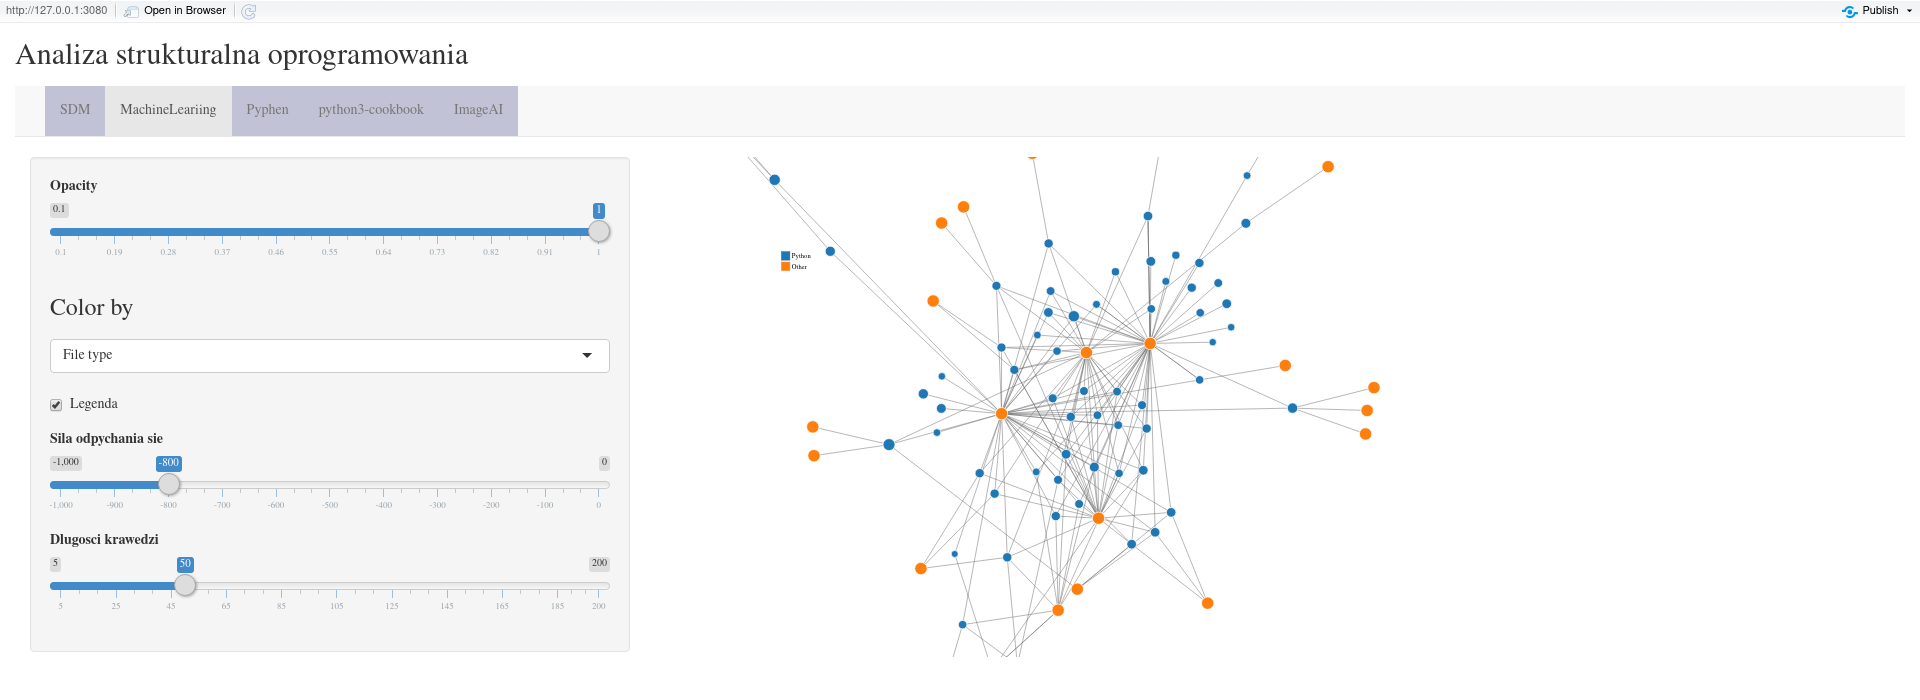 http://127.0.0.1:3080 Open in Browser Publish
Analiza strukturalna oprogramowania
SDM MachineLeariing Pyphen python3-cookbook ImageAI
Opacity
0.1 1
0.1 0.19 0.28 0.37 0.46 0.55 0.64 0.73 0.82 0.91 1
Color by
File type
Legenda
Sila odpychania sie
-1,000 -800 0
-1,000 -900 -800 -700 -600 -500 -400 -300 -200 -100 0
Dlugosci krawedzi
5 50 200
5 25 45 65 85 105 125 145 165 185 200
Python
Other